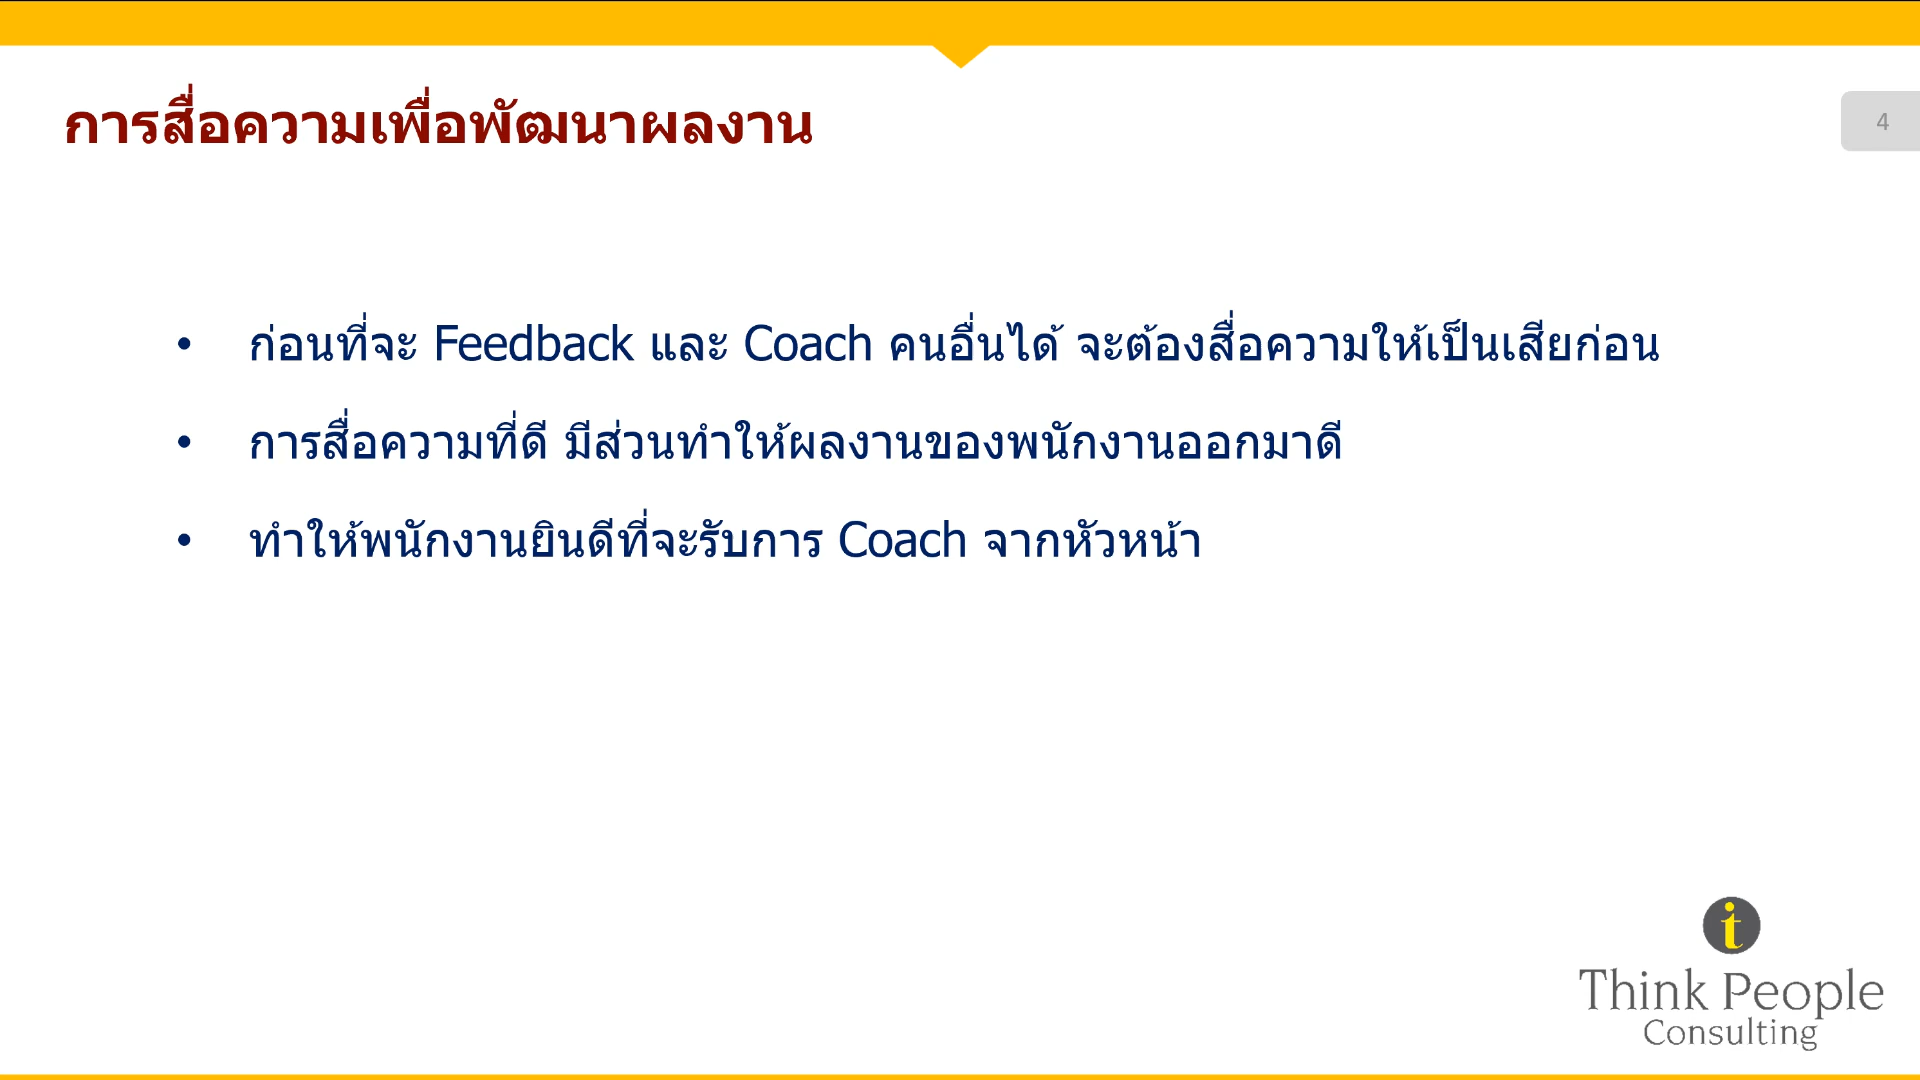 การสื่อความเพื่อพัฒนาผลงาน
4
• ก่อนที่จะ Feedback และ Coach คนอื่นได้ จะต้องสื่อความให้เป็นเสียก่อน
• การสื่อความที่ดี มีส่วนทำให้ผลงานของพนักงานออกมาดี
• ทำให้พนักงานยินดีที่จะรับการ Coach จากหัวหน้า
i
Think People
Consulting